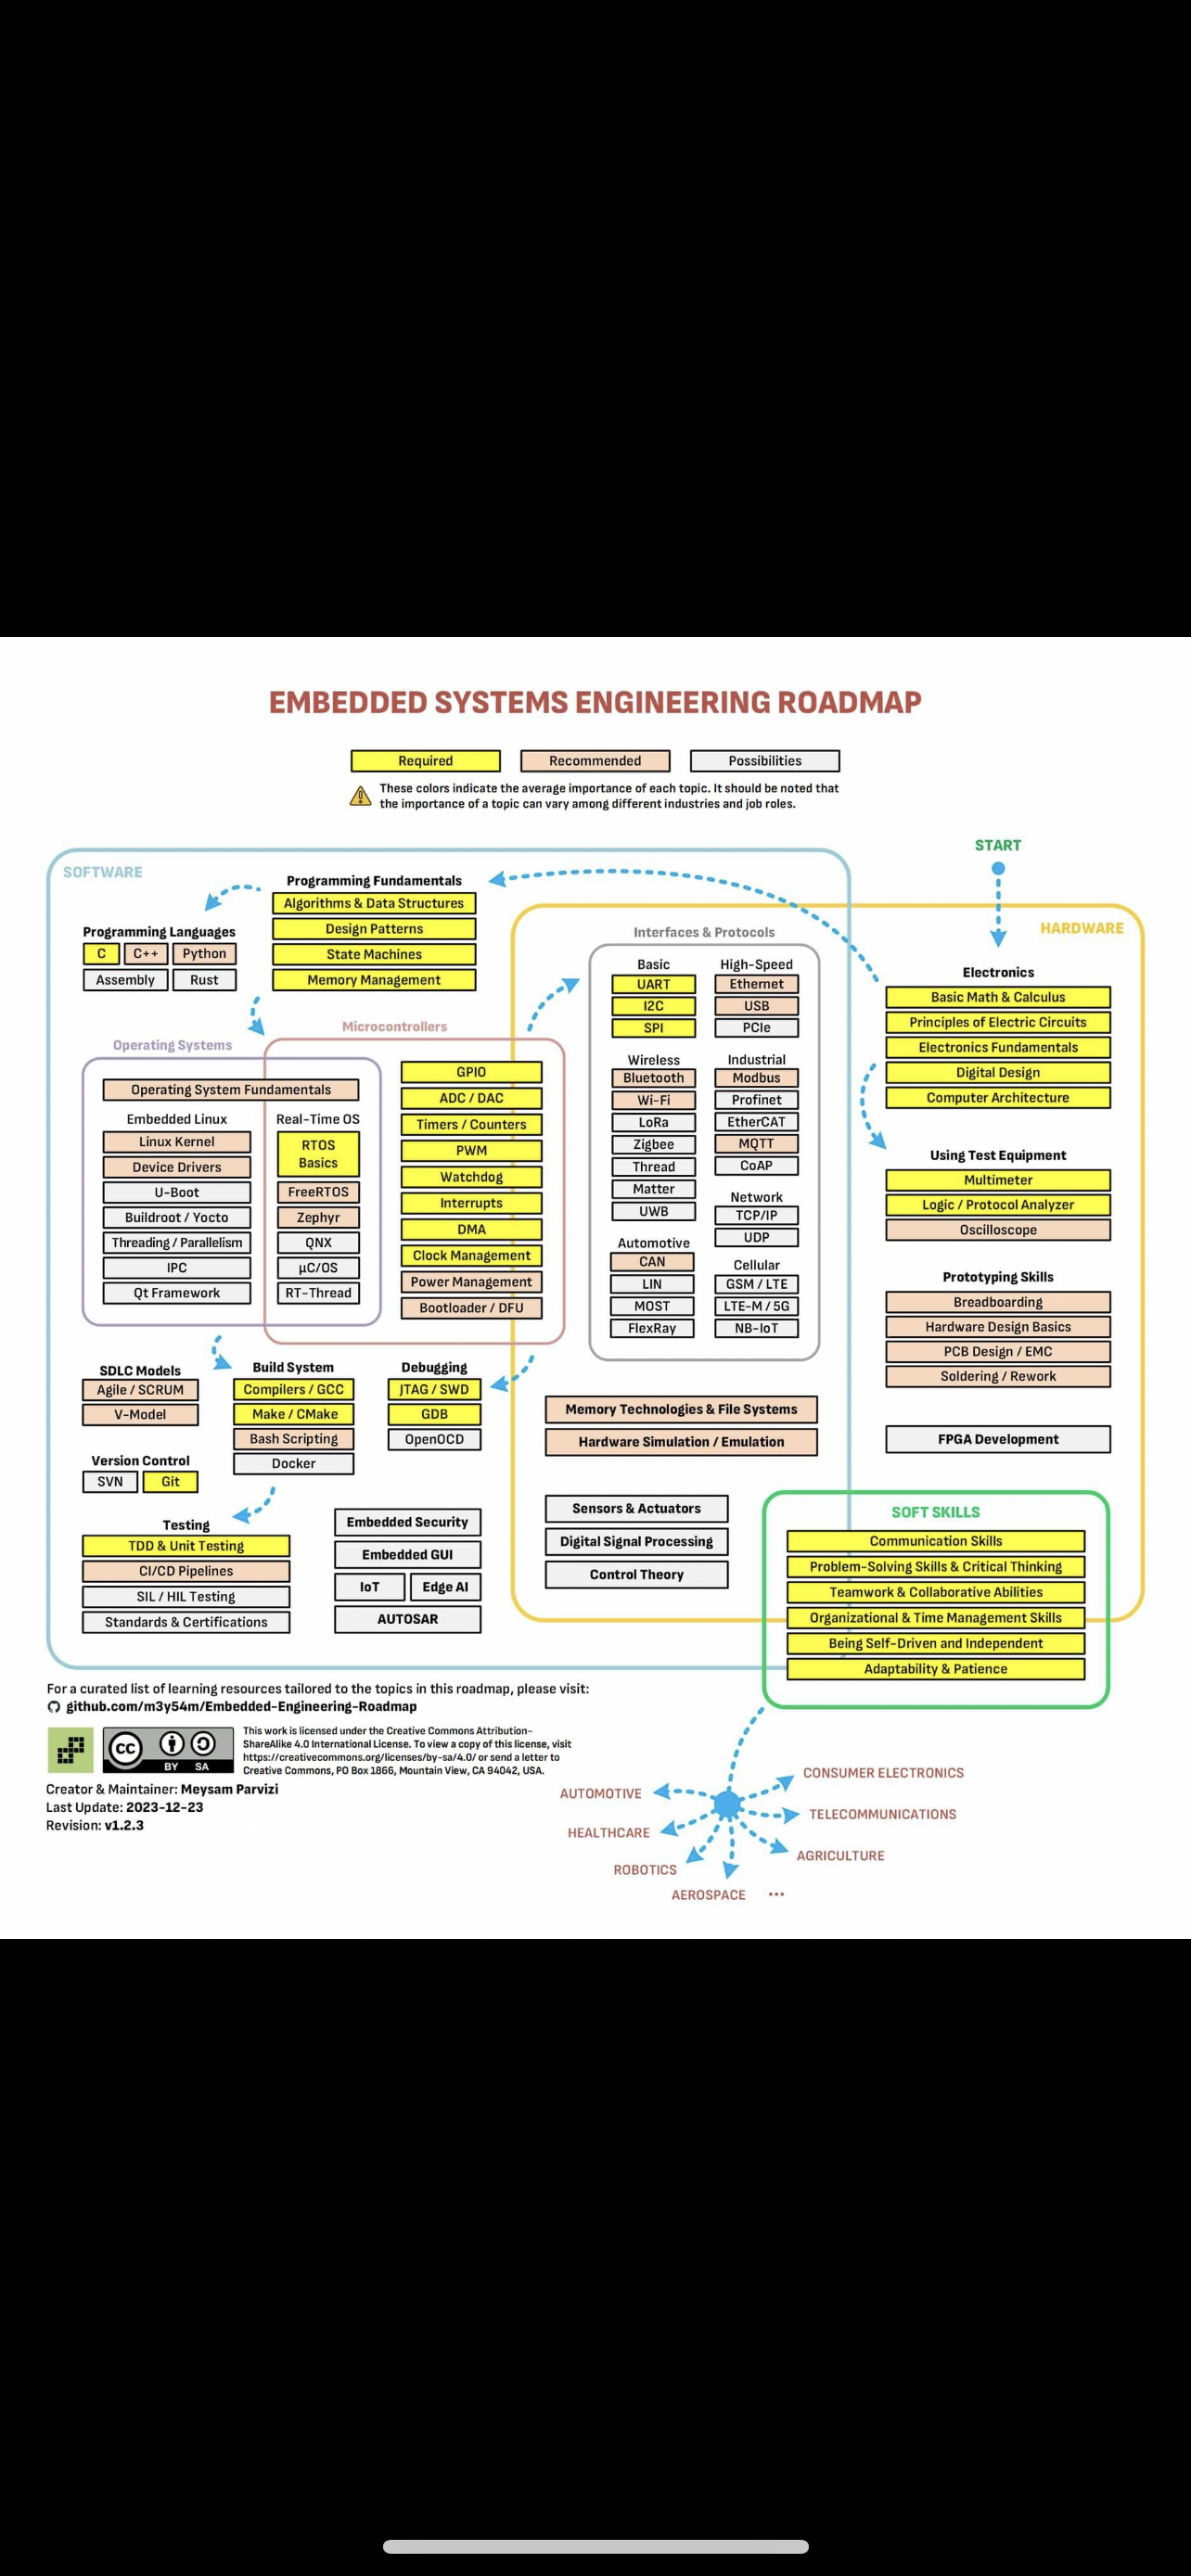 EMBEDDED SYSTEMS ENGINEERING ROADMAP
Required
Recommended
Possibilities
These colors indicate the average importance of each topic. It should be noted that
the importance of a topic can vary among different industries and job roles.
START
SOFTWARE
HARDWARE
Programming Fundamentals
Algorithms & Data Structures
Design Patterns
State Machines
Memory Management
Programming Languages
C
C++
Python
Assembly
Rust
Operating Systems
Operating System Fundamentals
Embedded Linux
Linux Kernel
Device Drivers
U-Boot
Buildroot / Yocto
Threading / Parallelism
IPC
Qt Framework
Real-Time OS
RTOS
Basics
FreeRTOS
Zephyr
QNX
µC/OS
RT-Thread
Microcontrollers
GPIO
ADC / DAC
Timers / Counters
PWM
Watchdog
Interrupts
DMA
Clock Management
Power Management
Bootloader / DFU
Interfaces & Protocols
Basic
UART
I2C
SPI
High-Speed
Ethernet
USB
PCIe
Wireless
Bluetooth
Wi-Fi
LoRa
Zigbee
Thread
Matter
UWB
Industrial
Modbus
Profinet
EtherCAT
MQTT
CoAP
Network
TCP/IP
UDP
Automotive
CAN
LIN
MOST
FlexRay
Cellular
GSM / LTE
LTE-M / 5G
NB-IoT
Electronics
Basic Math & Calculus
Principles of Electric Circuits
Electronics Fundamentals
Digital Design
Computer Architecture
Using Test Equipment
Multimeter
Logic / Protocol Analyzer
Oscilloscope
Prototyping Skills
Breadboarding
Hardware Design Basics
PCB Design / EMC
Soldering / Rework
FPGA Development
SDLC Models
Agile / SCRUM
V-Model
Build System
Compilers / GCC
Make / CMake
Bash Scripting
Docker
Debugging
JTAG / SWD
GDB
OpenOCD
Version Control
SVN
Git
Testing
TDD & Unit Testing
CI/CD Pipelines
SIL / HIL Testing
Standards & Certifications
Embedded Security
Embedded GUI
IoT
Edge AI
AUTOSAR
Memory Technologies & File Systems
Hardware Simulation / Emulation
Sensors & Actuators
Digital Signal Processing
Control Theory
SOFT SKILLS
Communication Skills
Problem-Solving Skills & Critical Thinking
Teamwork & Collaborative Abilities
Organizational & Time Management Skills
Being Self-Driven and Independent
Adaptability & Patience
For a curated list of learning resources tailored to the topics in this roadmap, please visit:
github.com/m3y54m/Embedded-Engineering-Roadmap
cc
BY SA
This work is licensed under the Creative Commons Attribution-
ShareAlike 4.0 International License. To view a copy of this license, visit
https://creativecommons.org/licenses/by-sa/4.0/ or send a letter to
Creative Commons, PO Box 1866, Mountain View, CA 94042, USA.
Creator & Maintainer: Meysam Parvizi
Last Update: 2023-12-23
Revision: v1.2.3
AUTOMOTIVE
HEALTHCARE
ROBOTICS
AEROSPACE
CONSUMER ELECTRONICS
TELECOMMUNICATIONS
AGRICULTURE
...